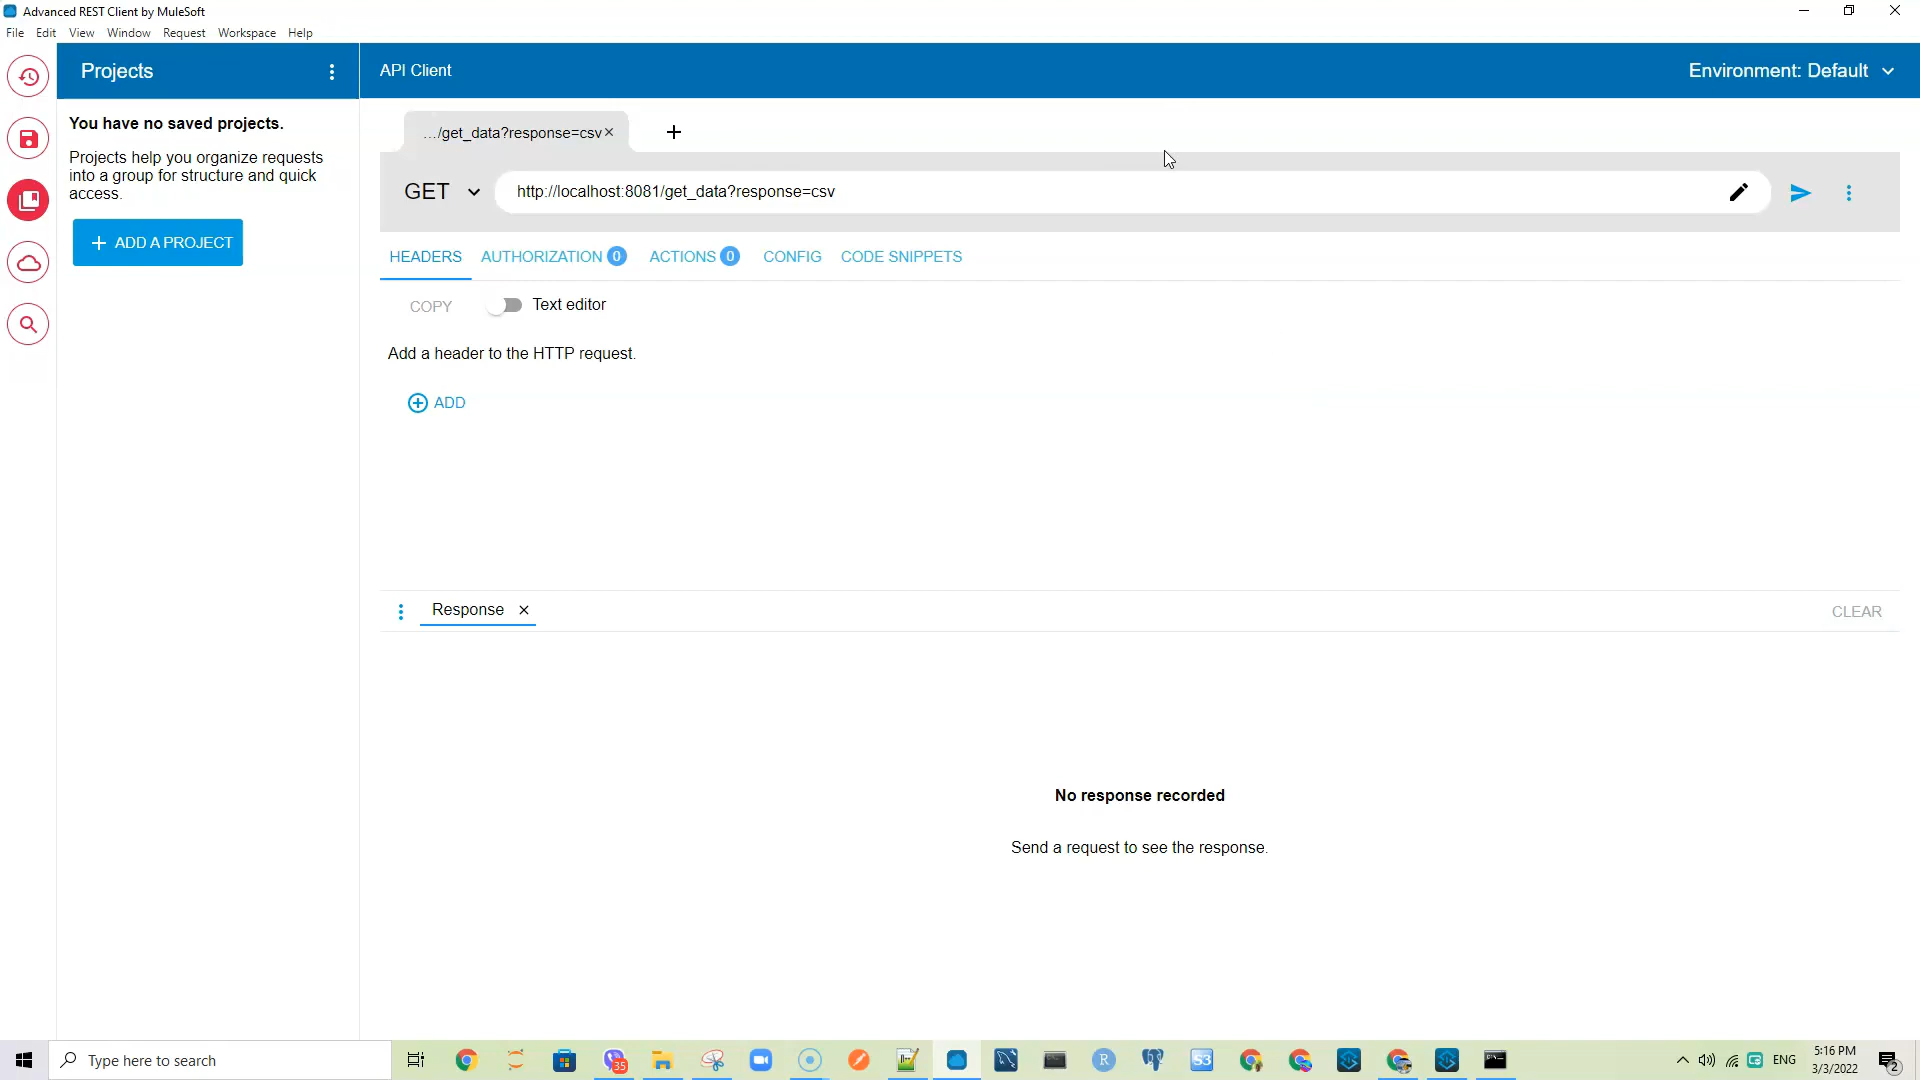 Advanced REST Client by MuleSoft
File Edit View Window Request Workspace Help
Projects
API Client
Environment: Default
You have no saved projects.
Projects help you organize requests
into a group for structure and quick
access.
ADD A PROJECT
.../get_data?response=csv
GET
http://localhost:8081/get_data?response=csv
HEADERS AUTHORIZATION 0 ACTIONS 0 CONFIG CODE SNIPPETS
COPY Text editor
Add a header to the HTTP request.
ADD
Response
CLEAR
No response recorded
Send a request to see the response.
Type here to search
35
R
S3
ENG
5:16 PM
3/3/2022
2